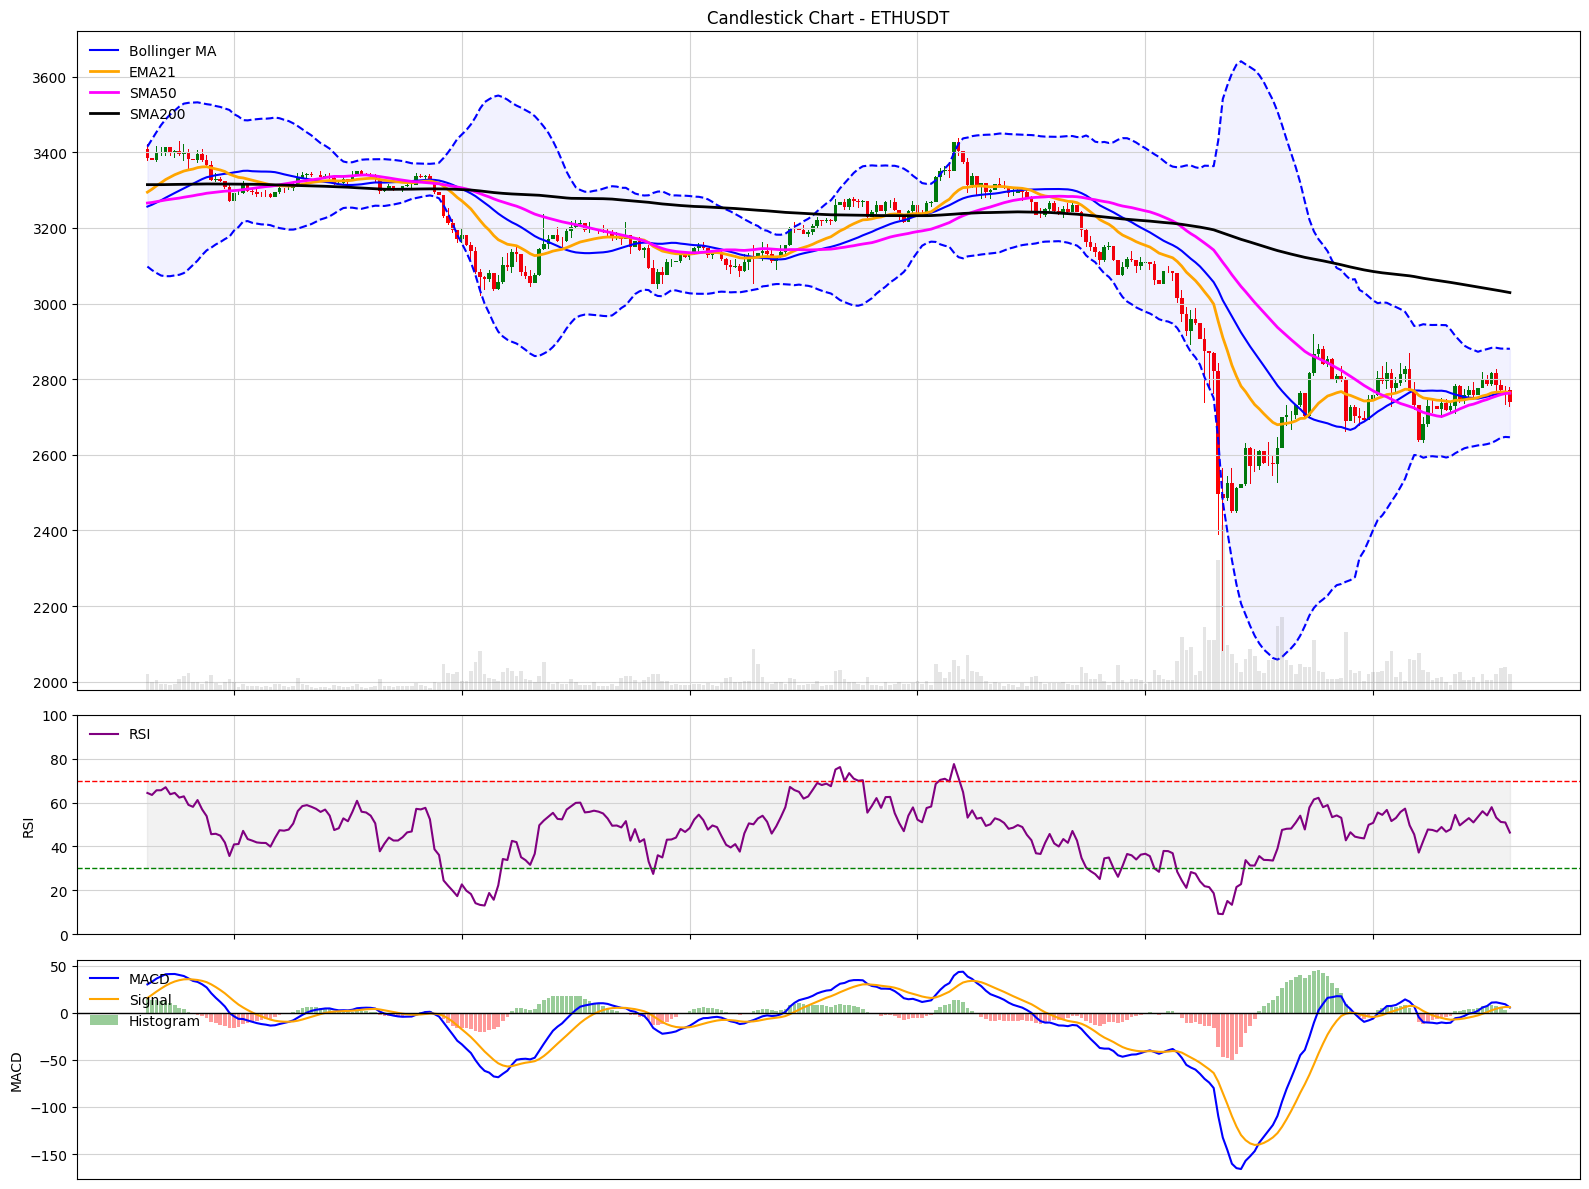 Candlestick Chart - ETHUSDT
Bollinger MA
EMA21
SMA50
SMA200
3600
3400
3200
3000
2800
2600
2400
2200
2000
100
80
60
40
20
0
RSI
RSI
50
0
−50
−100
−150
MACD
MACD
Signal
Histogram